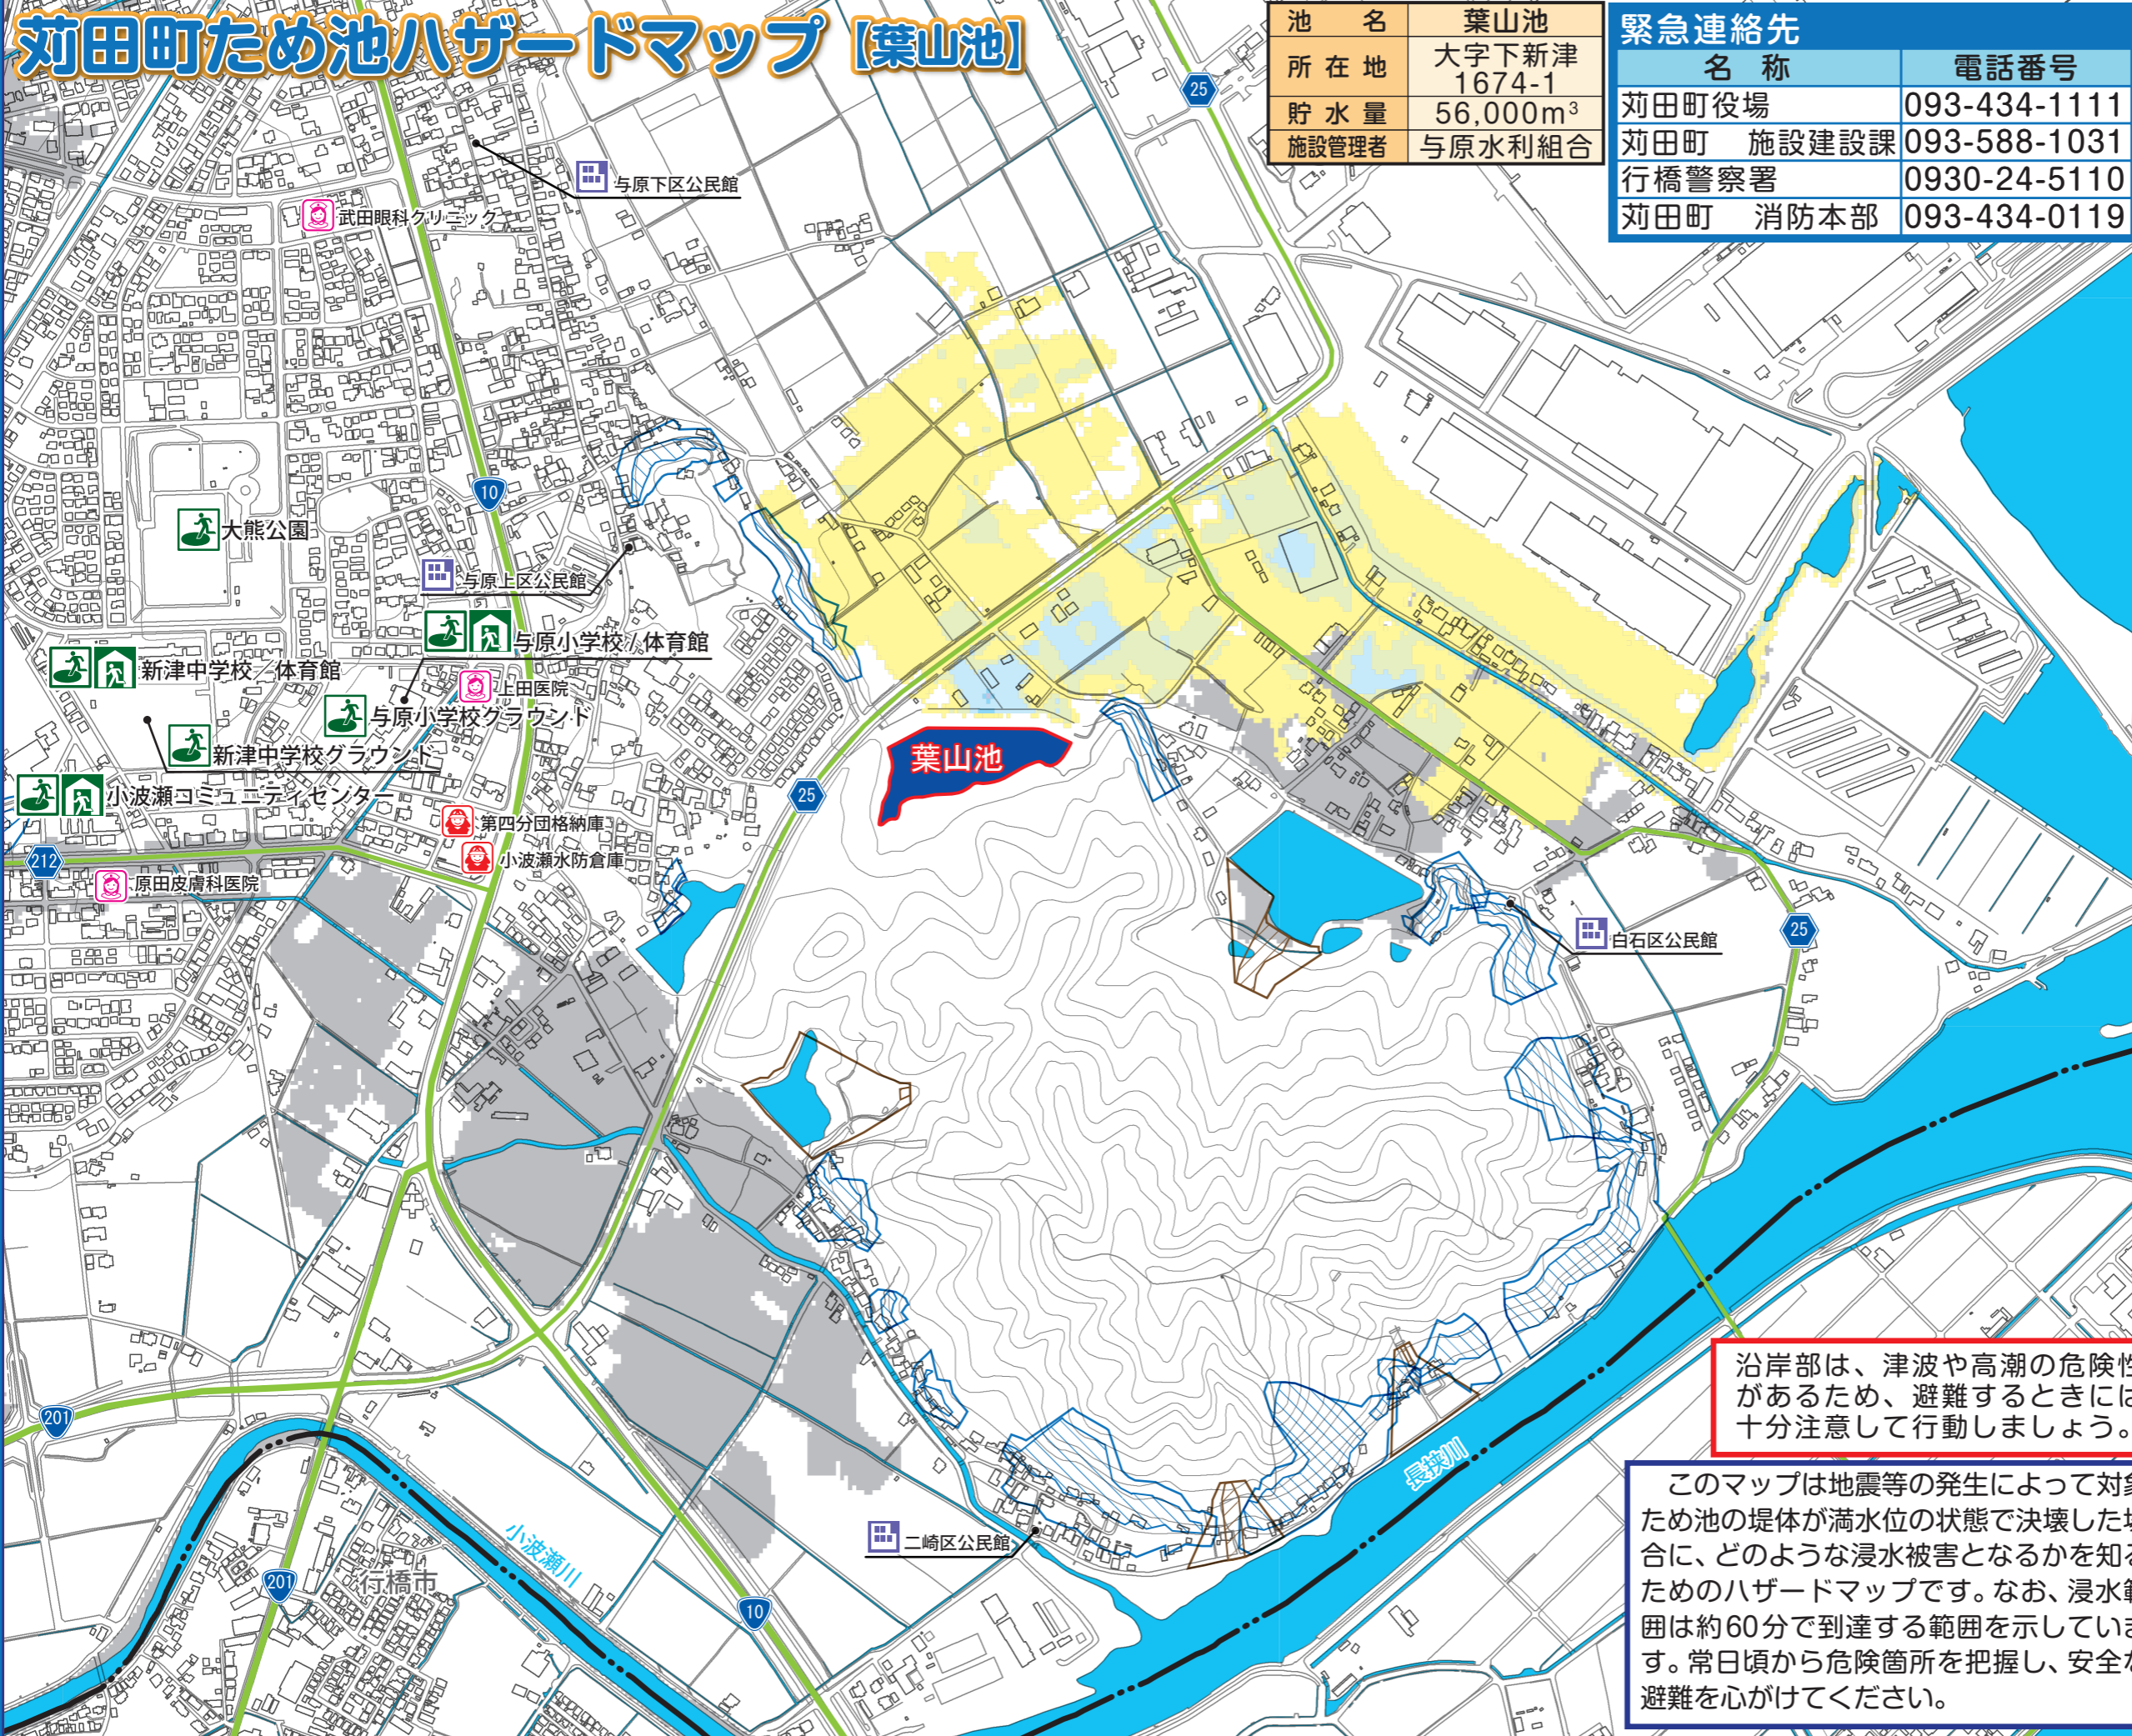 苅田町ため池ハザードマップ【葉山池】
池 名 葉山池
所在地 大字下新津
1674-1
貯水量 56,000m³
施設管理者 与原水利組合
緊急連絡先
名 称 電話番号
苅田町役場 093-434-1111
苅田町 施設建設課 093-588-1031
行橋警察署 0930-24-5110
苅田町 消防本部 093-434-0119
25
与原下区公民館
武田眼科クリニック
10
大熊公園
与原上区公民館
与原小学校/体育館
新津中学校/体育館
上田医院
与原小学校グラウンド
新津中学校グラウンド
葉山池
小波瀬コミュニティセンター
25
第四分団格納庫
212
小波瀬水防倉庫
原田皮膚科医院
白石区公民館
25
201
長挟川
二崎区公民館
小波瀬川
201
行橋市
10
沿岸部は、津波や高潮の危険性
があるため、避難するときには
十分注意して行動しましょう。
このマップは地震等の発生によって対象
ため池の堤体が満水位の状態で決壊した場
合に、どのような浸水被害となるかを知る
ためのハザードマップです。なお、浸水範
囲は約60分で到達する範囲を示していま
す。常日頃から危険箇所を把握し、安全な
避難を心がけてください。